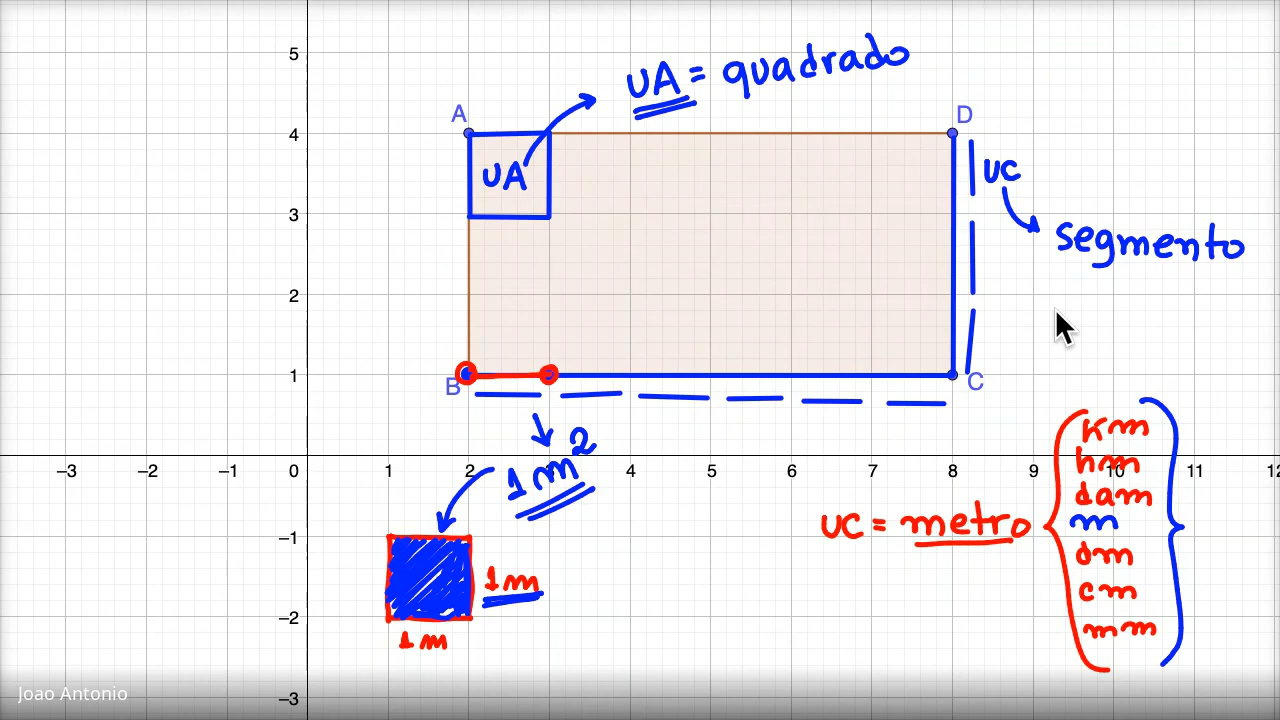 5
UA = quadrado
A
D
4
UA
UC
segmento
3
2
1
B
C
1m²
Km
hm
dam
m
dm
cm
mm
–3 –2 –1 0 1 2 3 4 5 6 7 8 9 10 11 12
UC = metro
–1
1m
–2
1m
Joao Antonio
–3